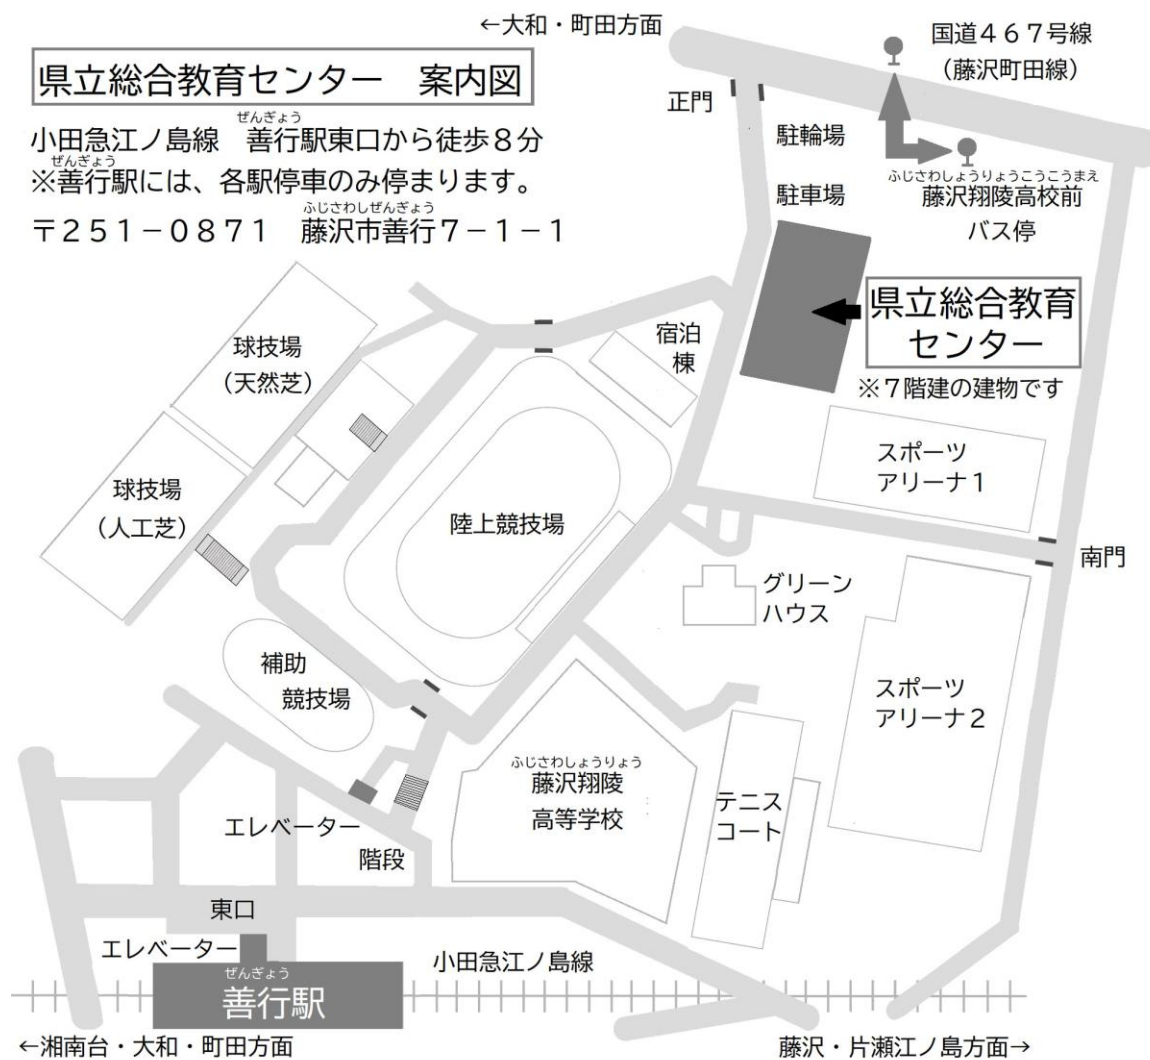 ←大和・町田方面
国道467号線
（藤沢町田線）
県立総合教育センター　案内図
ぜんぎょう
小田急江ノ島線　善行駅東口から徒歩８分
ぜんぎょう
※善行駅には、各駅停車のみ停まります。
ふじさわしぜんぎょう
〒２５１－０８７１　藤沢市善行７－１－１
正門
駐輪場
駐車場
ふじさわしょうりょうこうこうまえ
藤沢翔陵高校前
バス停
県立総合教育
センター
※７階建の建物です
宿泊
棟
球技場
（天然芝）
球技場
（人工芝）
陸上競技場
スポーツ
アリーナ１
南門
グリーン
ハウス
補助
競技場
スポーツ
アリーナ２
ふじさわしょうりょう
藤沢翔陵
高等学校
テニス
コート
エレベーター
階段
東口
エレベーター
小田急江ノ島線
ぜんぎょう
善行駅
←湘南台・大和・町田方面
藤沢・片瀬江ノ島方面→